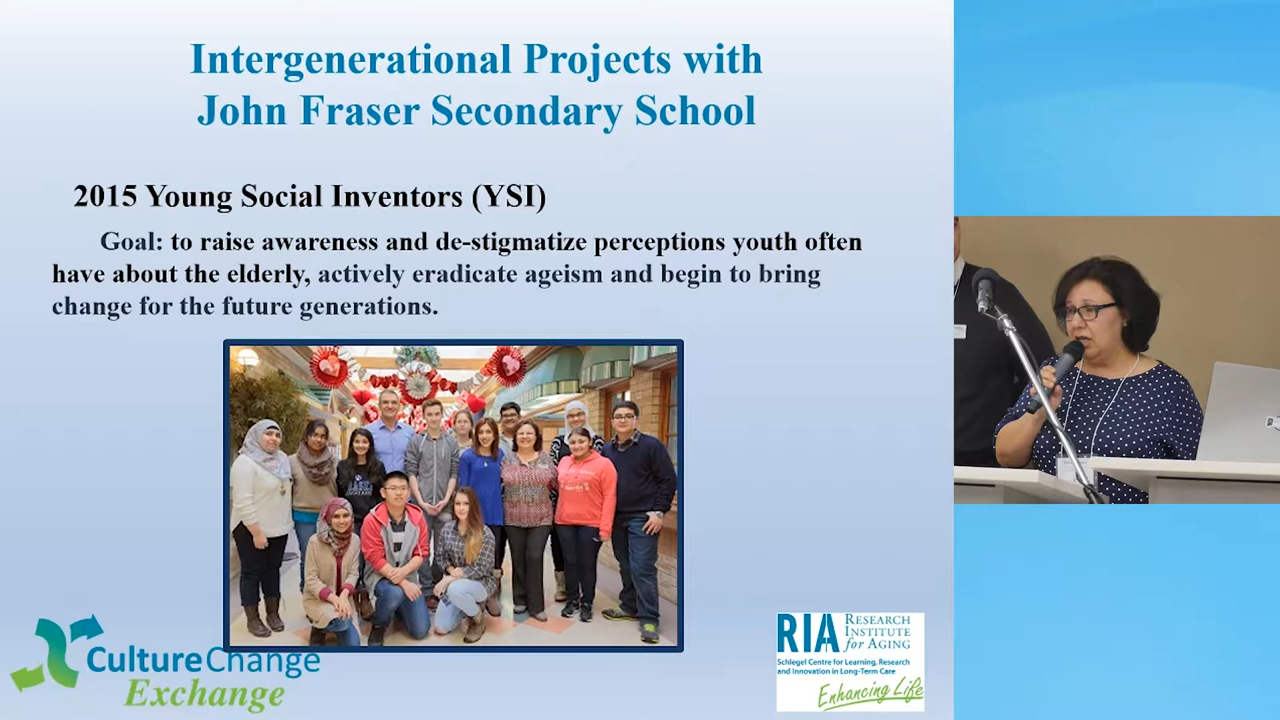 Intergenerational Projects with
John Fraser Secondary School
2015 Young Social Inventors (YSI)
Goal: to raise awareness and de-stigmatize perceptions youth often
have about the elderly, actively eradicate ageism and begin to bring
change for the future generations.
CultureChange
Exchange
RIA RESEARCH
INSTITUTE
for AGING
Schlegel Centre for Learning, Research
and Innovation in Long-Term Care
Enhancing Life